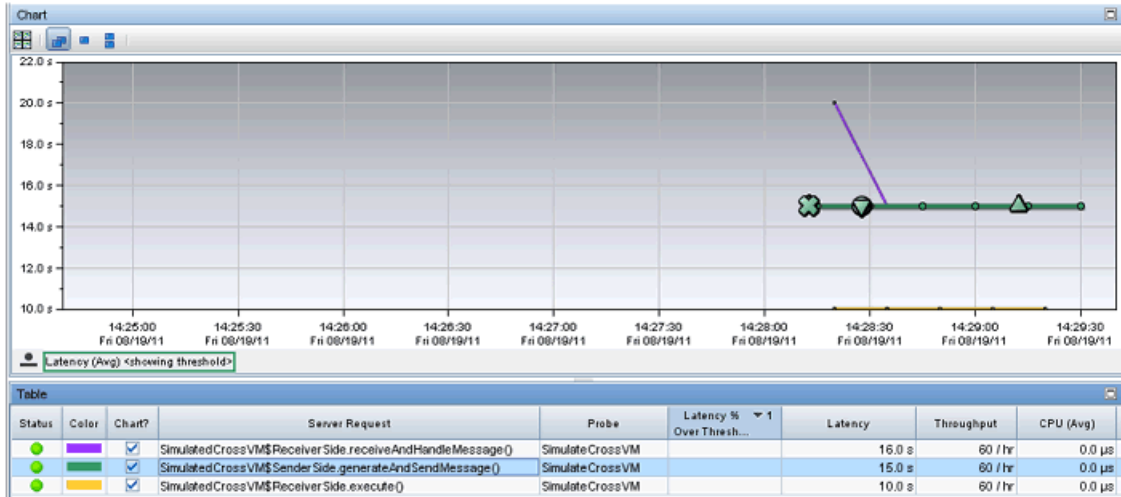 Chart
22.0 s
20.0 s
18.0 s
16.0 s
14.0 s
12.0 s
10.0 s
14:25:00 14:25:30 14:26:00 14:26:30 14:27:00 14:27:30 14:28:00 14:28:30 14:29:00 14:29:30
Fri 08/19/11 Fri 08/19/11 Fri 08/19/11 Fri 08/19/11 Fri 08/19/11 Fri 08/19/11 Fri 08/19/11 Fri 08/19/11 Fri 08/19/11 Fri 08/19/11
Latency (Avg) <showing threshold>
Table
Status Color Chart? Server Request Probe Latency % 1 Latency Throughput CPU (Avg)
Over Thresh...
SimulatedCrossVM$ReceiverSide.receiveAndHandleMessage() SimulateCrossVM 16.0 s 60 / hr 0.0 µs
SimulatedCrossVM$SenderSide.generateAndSendMessage() SimulateCrossVM 15.0 s 60 / hr 0.0 µs
SimulatedCrossVM$ReceiverSide.execute() SimulateCrossVM 10.0 s 60 / hr 0.0 µs